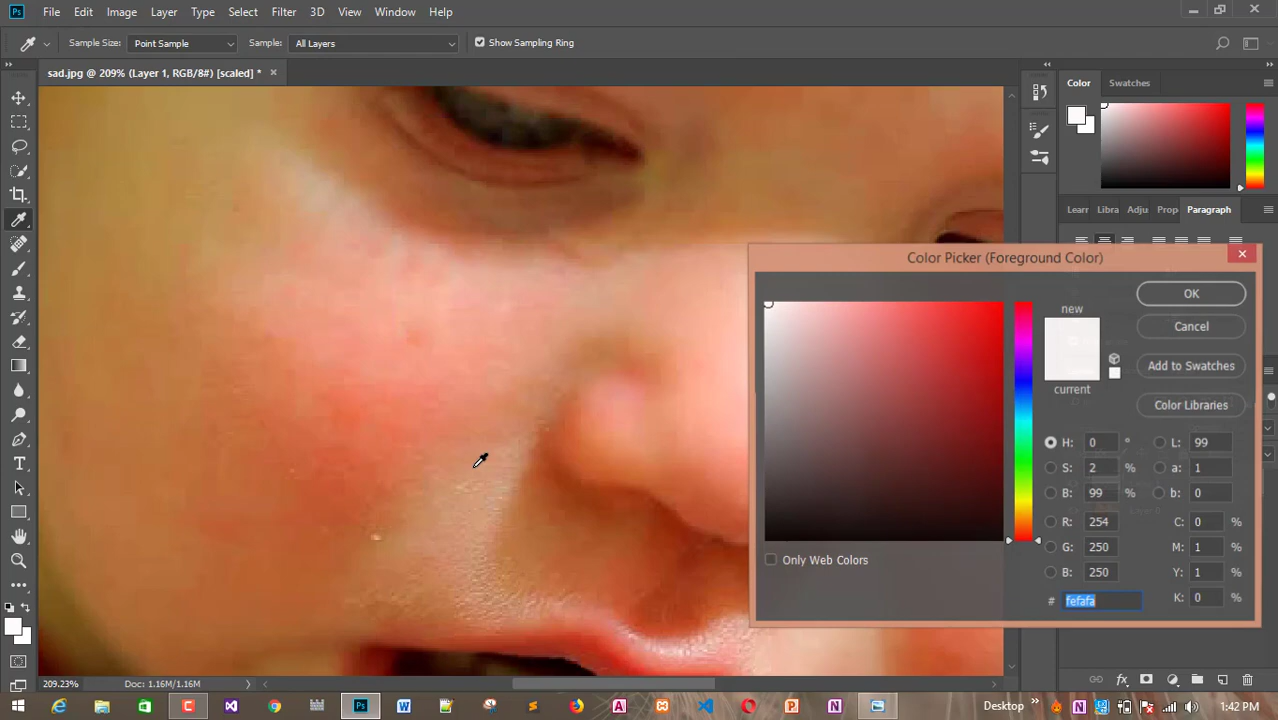 Ps File Edit Image Layer Type Select Filter 3D View Window Help
Sample Size: Point Sample Sample: All Layers Show Sampling Ring
sad.jpg @ 209% (Layer 1, RGB/8#) [scaled] * ×
Color Swatches
Learn Libra Adju Prop Paragraph
Color Picker (Foreground Color)
new
current
OK
Cancel
Add to Swatches
Color Libraries
H: 0 ° L: 99
S: 2 % a: 1
B: 99 % b: 0
R: 254 C: 0 %
G: 250 M: 1 %
B: 250 Y: 1 %
# fefafa K: 0 %
Only Web Colors
209.23% Doc: 1.16M/1.16M
Desktop 1:42 PM